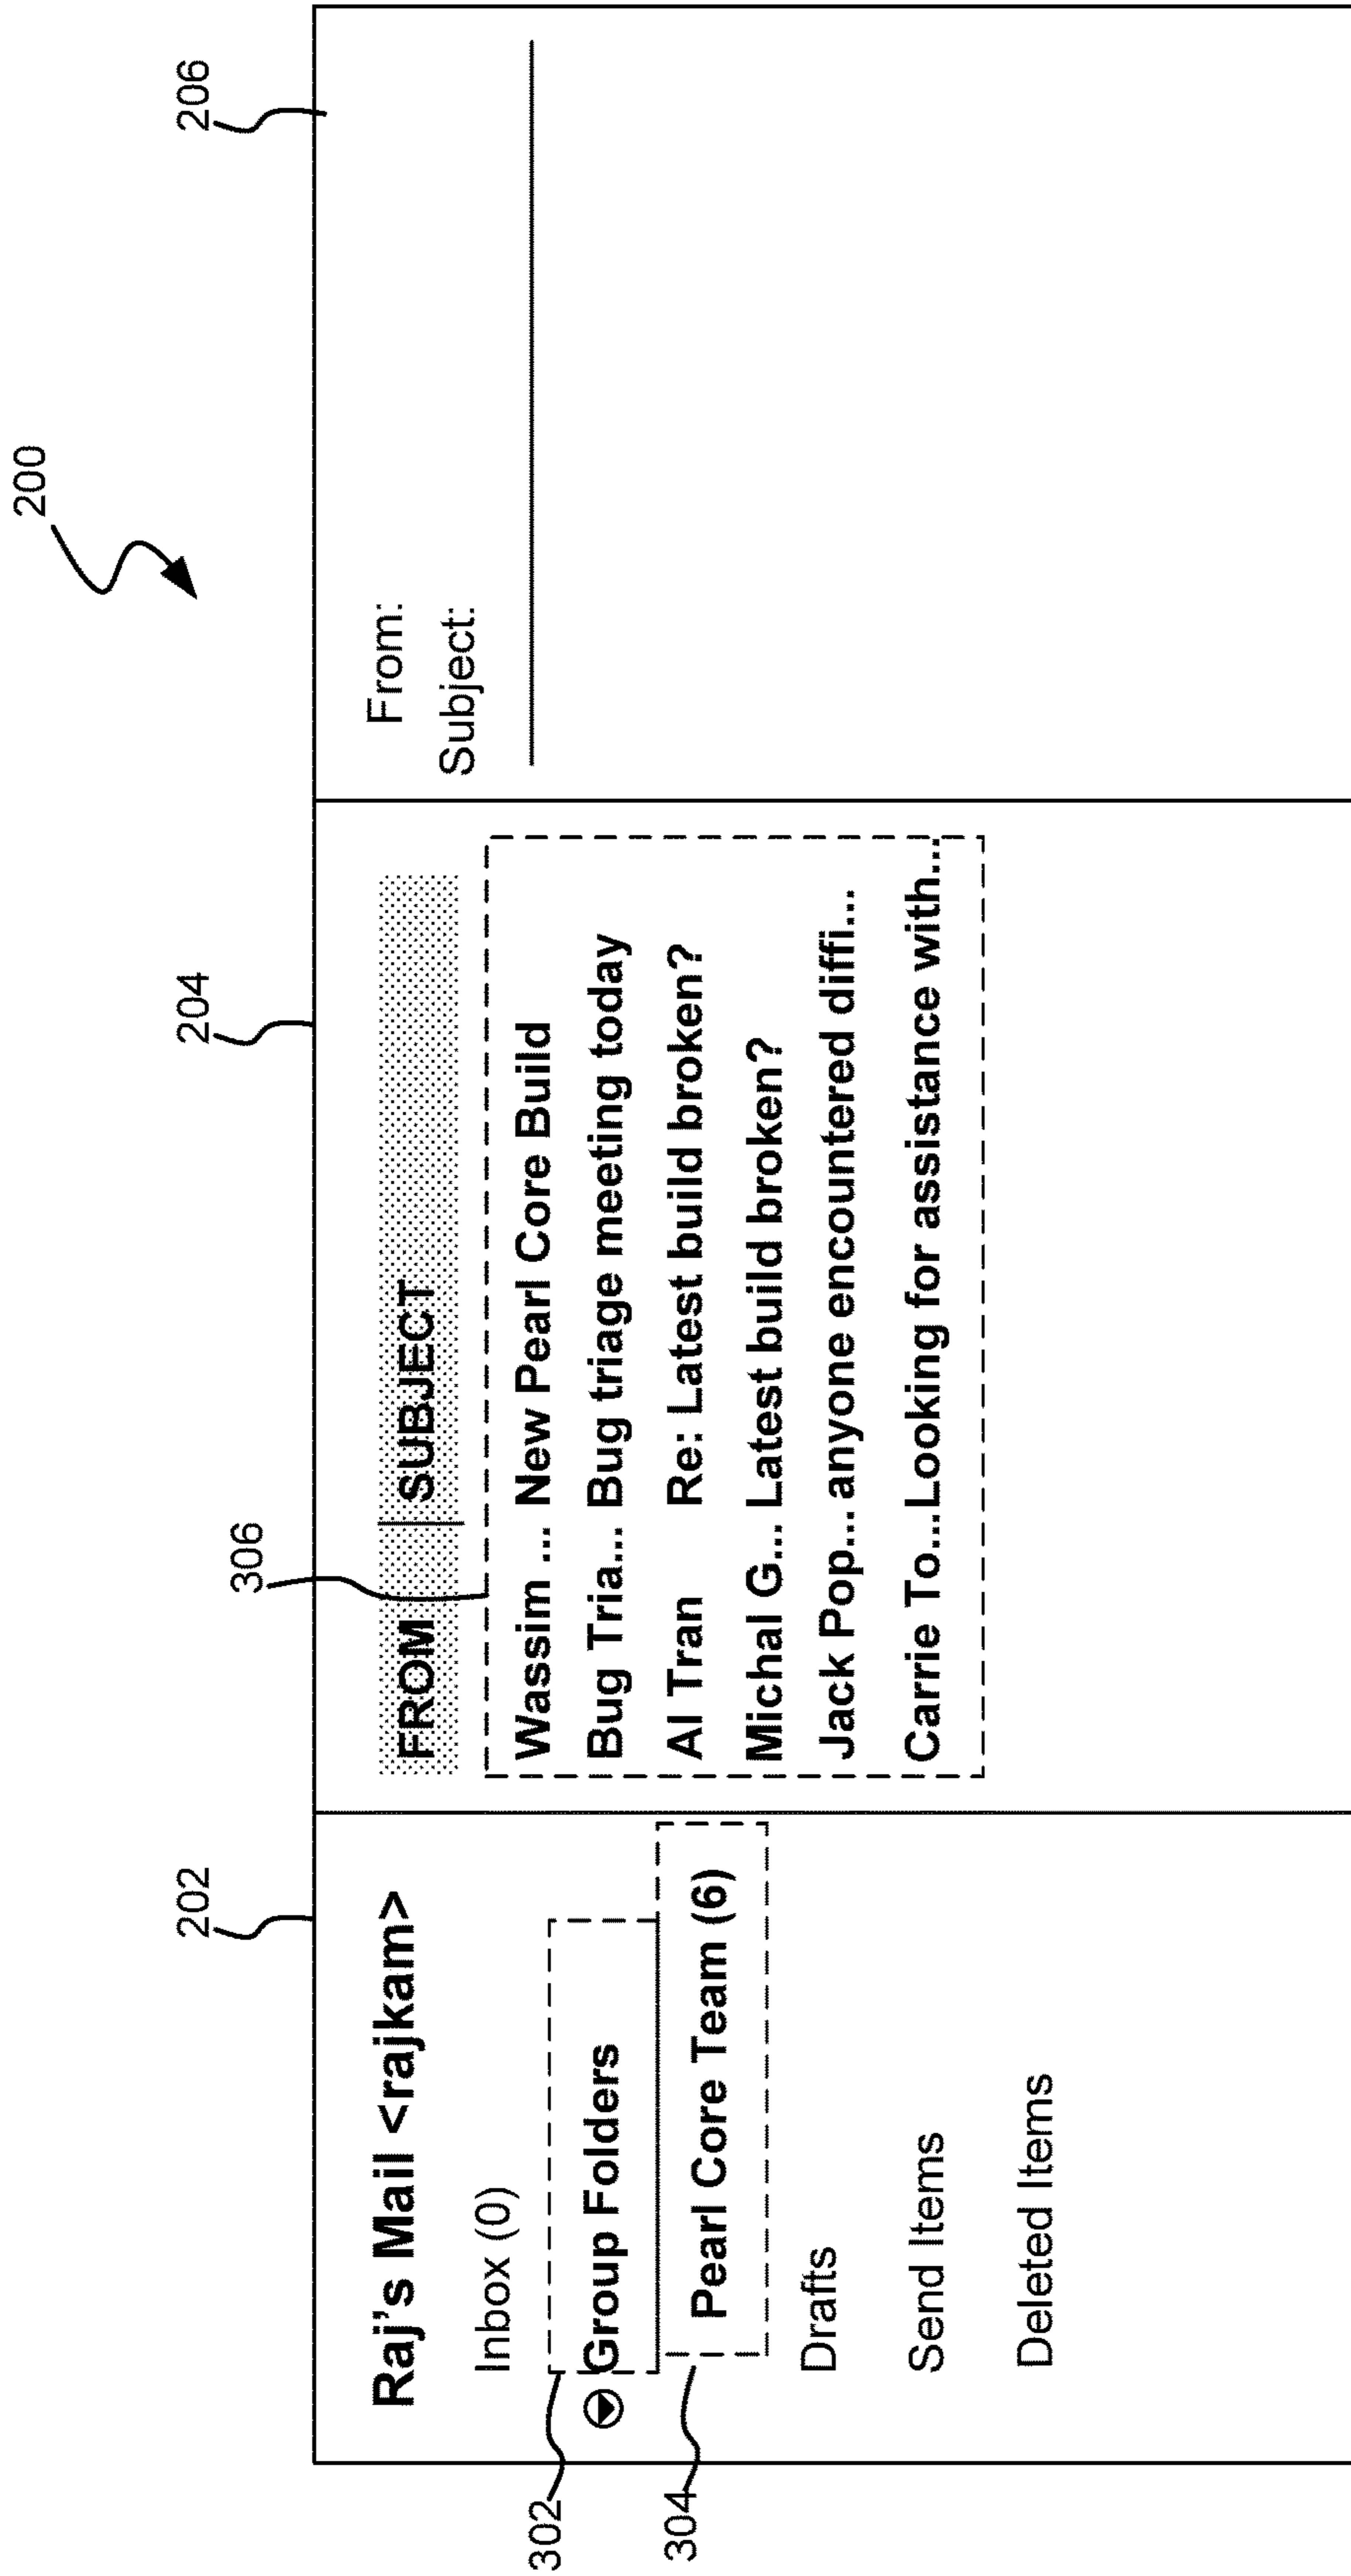 200
202
204
206
Raj's Mail <rajkam>
Inbox (0)
302
Group Folders
304
Pearl Core Team (6)
Drafts
Send Items
Deleted Items
306
FROM SUBJECT
Wassim ... New Pearl Core Build
Bug Tria... Bug triage meeting today
Al Tran Re: Latest build broken?
Michal G... Latest build broken?
Jack Pop... anyone encountered diffi...
Carrie To...Looking for assistance with...
From:
Subject: